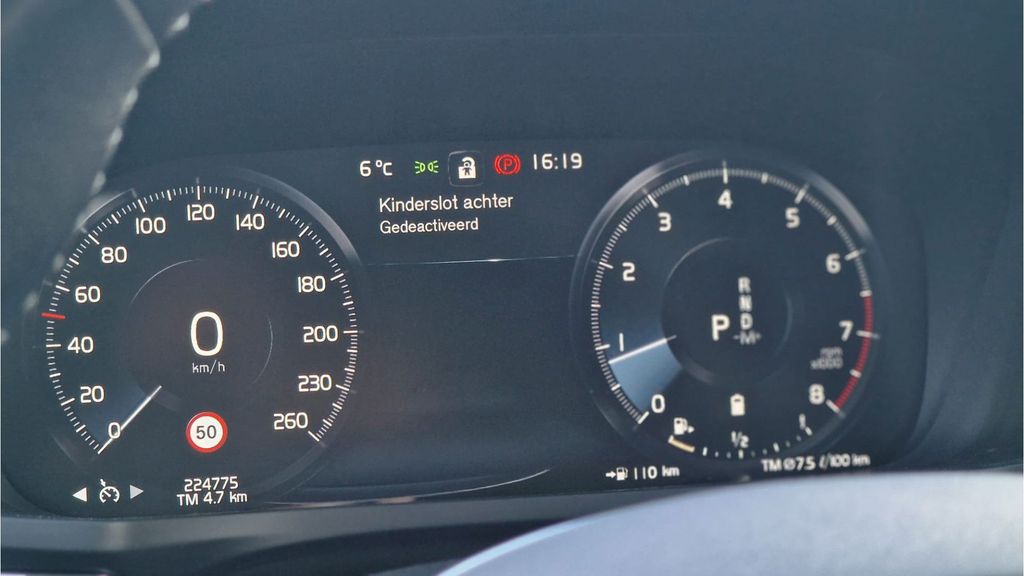 6°C 16:19
Kinderslot achter
Gedeactiveerd
0
20
40
60
80
100
120
140
160
180
200
230
260
0
km/h
50
224775
TM 4.7 km
0
1
2
3
4
5
6
7
8
rpm
x1000
R
N
P D
-M+
1/2
110 km
TM Ø7.5 l/100 km